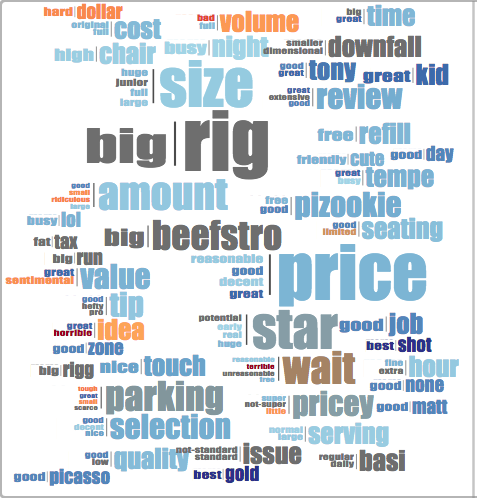 hard dollar
original full cost
bad full volume
big great time
high chair
busy night
smaller dimensional downfall
huge junior full large size
good great tony
great kid
great extensive good review
big rig
free refill
friendly cute
good day
great busy tempe
good small ridiculous large amount
free good pizookie
busy lol
good limited seating
fat tax
big beefstro
big run
reasonable good decent great price
great sentimental value
good hefty pro tip
potential early real huge star
good job
great horrible idea
best shot
good zone
big rigg
nice touch
reasonable terrible unreasonable free wait
fine extra hour
good none
tough great small scarce parking
super not-super little pricey
good matt
good decent nice selection
normal large serving
good low quality
not-standard standard issue
regular daily basi
good picasso
best gold